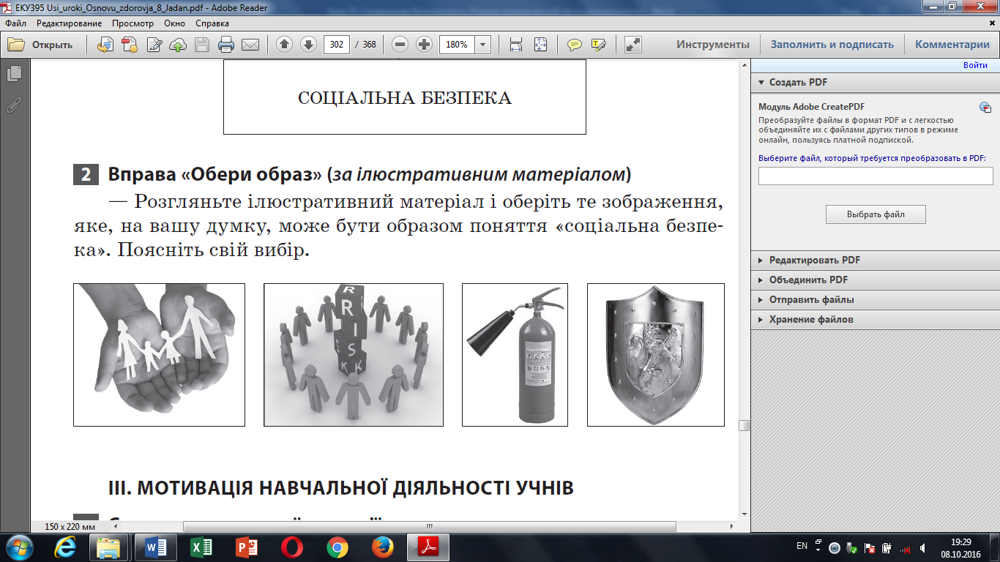 EКУ395 Usi_uroki_Osnovu_zdorovja_8_Jadan.pdf - Adobe Reader
Файл Редактирование Просмотр Окно Справка
Открыть 302 / 368 180% Инструменты Заполнить и подписать Комментарии
Войти
Создать PDF
Модуль Adobe CreatePDF
Преобразуйте файлы в формат PDF и с легкостью
объединяйте их с файлами других типов в режиме
онлайн, пользуясь платной подпиской.
Выберите файл, который требуется преобразовать в PDF:
Выбрать файл
Редактировать PDF
Объединить PDF
Отправить файлы
Хранение файлов
СОЦІАЛЬНА БЕЗПЕКА
2 Вправа «Обери образ» (за ілюстративним матеріалом)
— Розгляньте ілюстративний матеріал і оберіть те зображення,
яке, на вашу думку, може бути образом поняття «соціальна безпе-
ка». Поясніть свій вибір.
R
R
I
S
K
K
ІІІ. МОТИВАЦІЯ НАВЧАЛЬНОЇ ДІЯЛЬНОСТІ УЧНІВ
150 x 220 мм
EN 19:29
08.10.2016